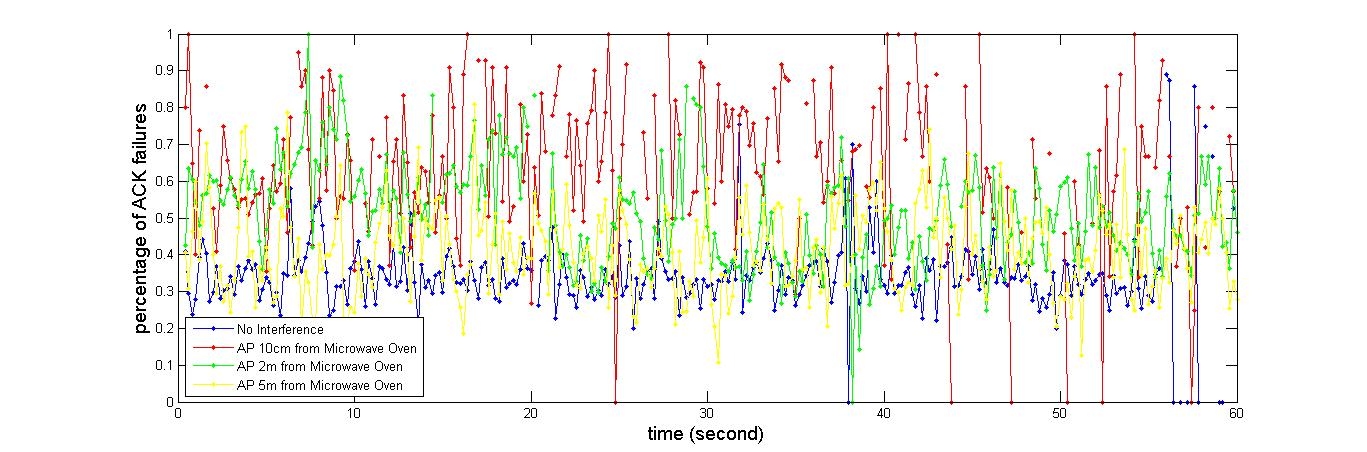 percentage of ACK failures
1
0.9
0.8
0.7
0.6
0.5
0.4
0.3
0.2
0.1
0
No Interference
AP 10cm from Microwave Oven
AP 2m from Microwave Oven
AP 5m from Microwave Oven
0 10 20 30 40 50 60
time (second)